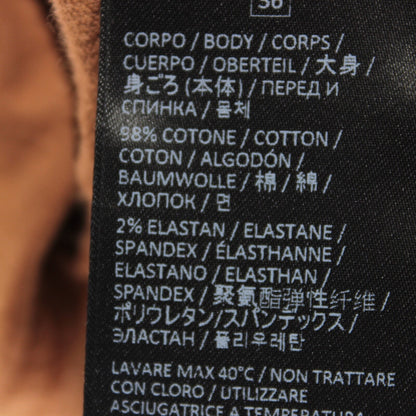 36
CORPO / BODY / CORPS /
CUERPO / OBERTEIL / 大身 /
身ごろ (本体) / ПЕРЕД И
СПИНКА / 몸체
98% COTONE / COTTON /
COTON / ALGODÓN /
BAUMWOLLE / 棉 / 綿 /
ХЛОПОК / 면
2% ELASTAN / ELASTANE /
SPANDEX / ÉLASTHANNE /
ELASTANO / ELASTHAN /
SPANDEX / 聚氨酯弹性纤维 /
ポリウレタン/スパンデックス /
ЭЛАСТАН / 폴리우레탄
LAVARE MAX 40°C / NON TRATTARE
CON CLORO / UTILIZZARE
ASCIUGATRICE A TEMPERATURA